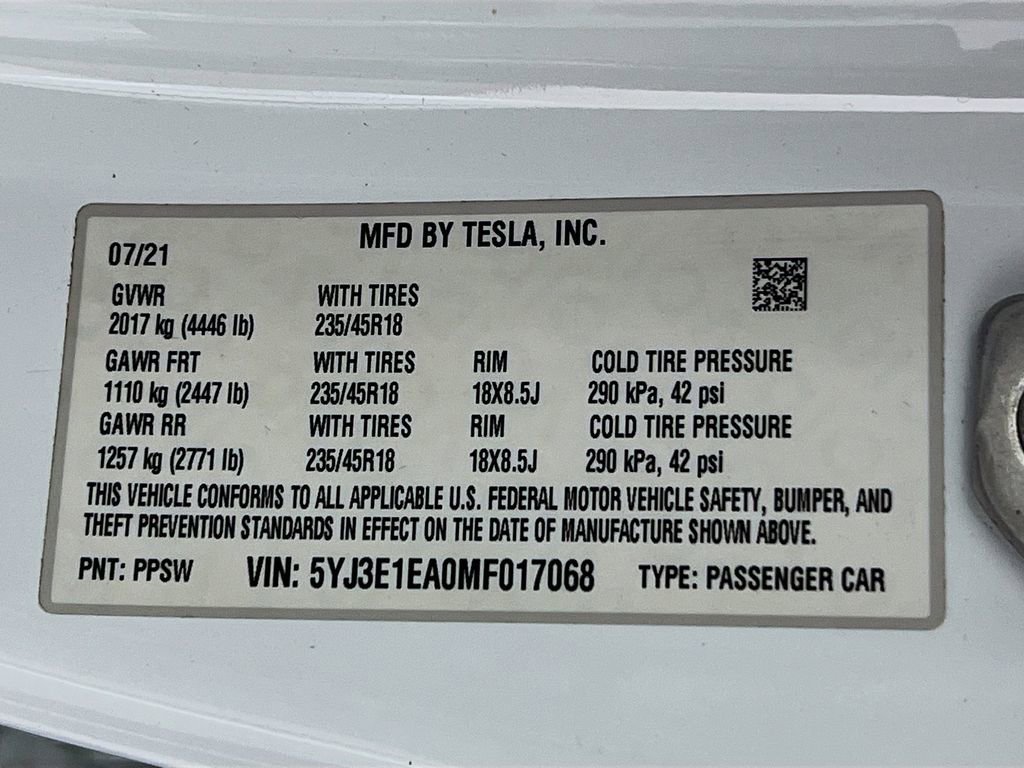 MFD BY TESLA, INC.
07/21
GVWR WITH TIRES
2017 kg (4446 lb) 235/45R18
GAWR FRT WITH TIRES RIM COLD TIRE PRESSURE
1110 kg (2447 lb) 235/45R18 18X8.5J 290 kPa, 42 psi
GAWR RR WITH TIRES RIM COLD TIRE PRESSURE
1257 kg (2771 lb) 235/45R18 18X8.5J 290 kPa, 42 psi
THIS VEHICLE CONFORMS TO ALL APPLICABLE U.S. FEDERAL MOTOR VEHICLE SAFETY, BUMPER, AND
THEFT PREVENTION STANDARDS IN EFFECT ON THE DATE OF MANUFACTURE SHOWN ABOVE.
PNT: PPSW VIN: 5YJ3E1EA0MF017068 TYPE: PASSENGER CAR